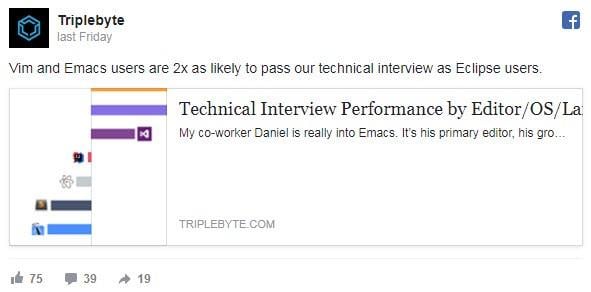 Triplebyte
last Friday
Vim and Emacs users are 2x as likely to pass our technical interview as Eclipse users.
Technical Interview Performance by Editor/OS/La
My co-worker Daniel is really into Emacs. It's his primary editor, his gro...
TRIPLEBYTE.COM
75 39 19